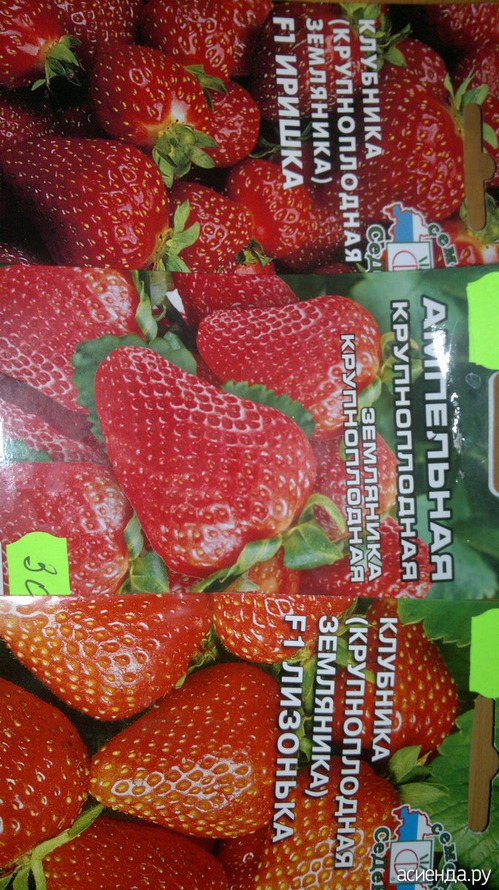 КЛУБНИКА
(КРУПНОПЛОДНАЯ
ЗЕМЛЯНИКА)
F1 ИРИШКА
АМПЕЛЬНАЯ
КРУПНОПЛОДНАЯ
ЗЕМЛЯНИКА
КРУПНОПЛОДНАЯ
КЛУБНИКА
(КРУПНОПЛОДНАЯ
ЗЕМЛЯНИКА)
F1 ЛИЗОНЬКА
асиенда.ру